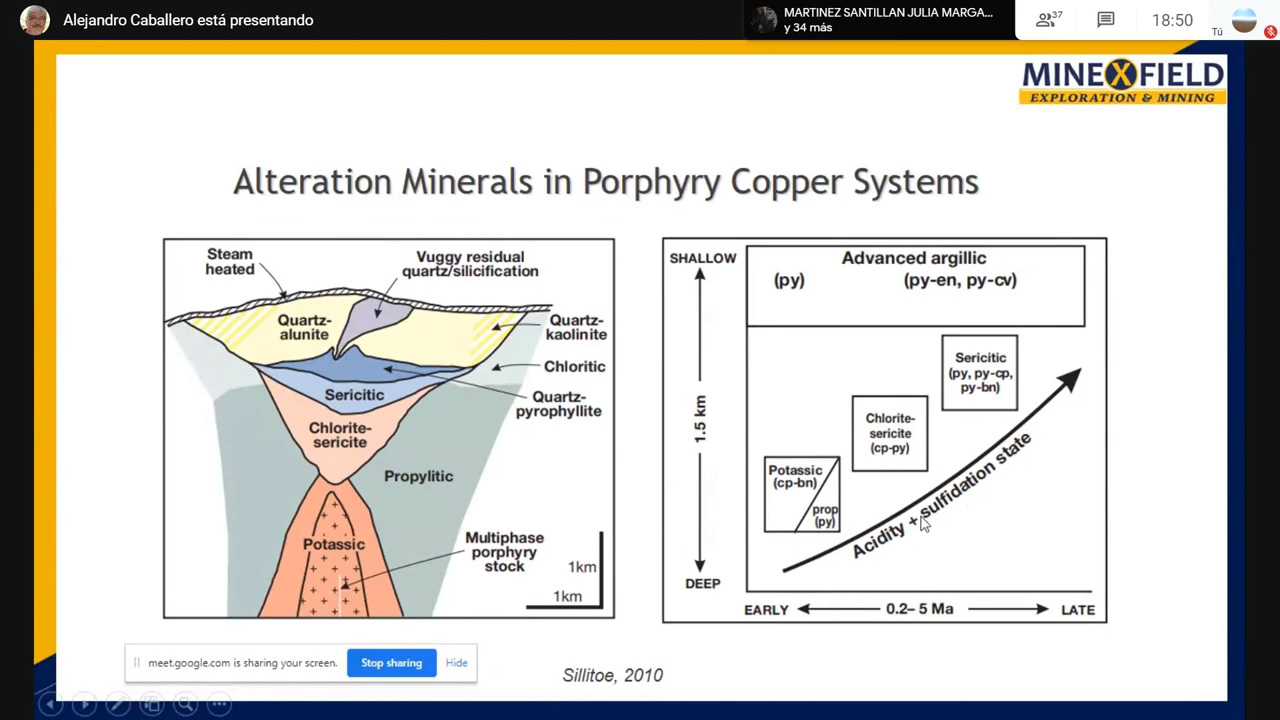 Alejandro Caballero está presentando
MARTINEZ SANTILLAN JULIA MARGA...
y 34 más
37
18:50
Tú
MINEXFIELD
EXPLORATION & MINING
Alteration Minerals in Porphyry Copper Systems
Steam
heated
Vuggy residual
quartz/silicification
Quartz-
alunite
Quartz-
kaolinite
Chloritic
Sericitic
Quartz-
pyrophyllite
Chlorite-
sericite
Propylitic
Potassic
Multiphase
porphyry
stock
1km
1km
SHALLOW
1.5 km
DEEP
Advanced argillic
(py)
(py-en, py-cv)
Sericitic
(py, py-cp,
py-bn)
Chlorite-
sericite
(cp-py)
Potassic
(cp-bn)
prop
(py)
Acidity + sulfidation state
EARLY
0.2– 5 Ma
LATE
meet.google.com is sharing your screen.
Stop sharing
Hide
Sillitoe, 2010